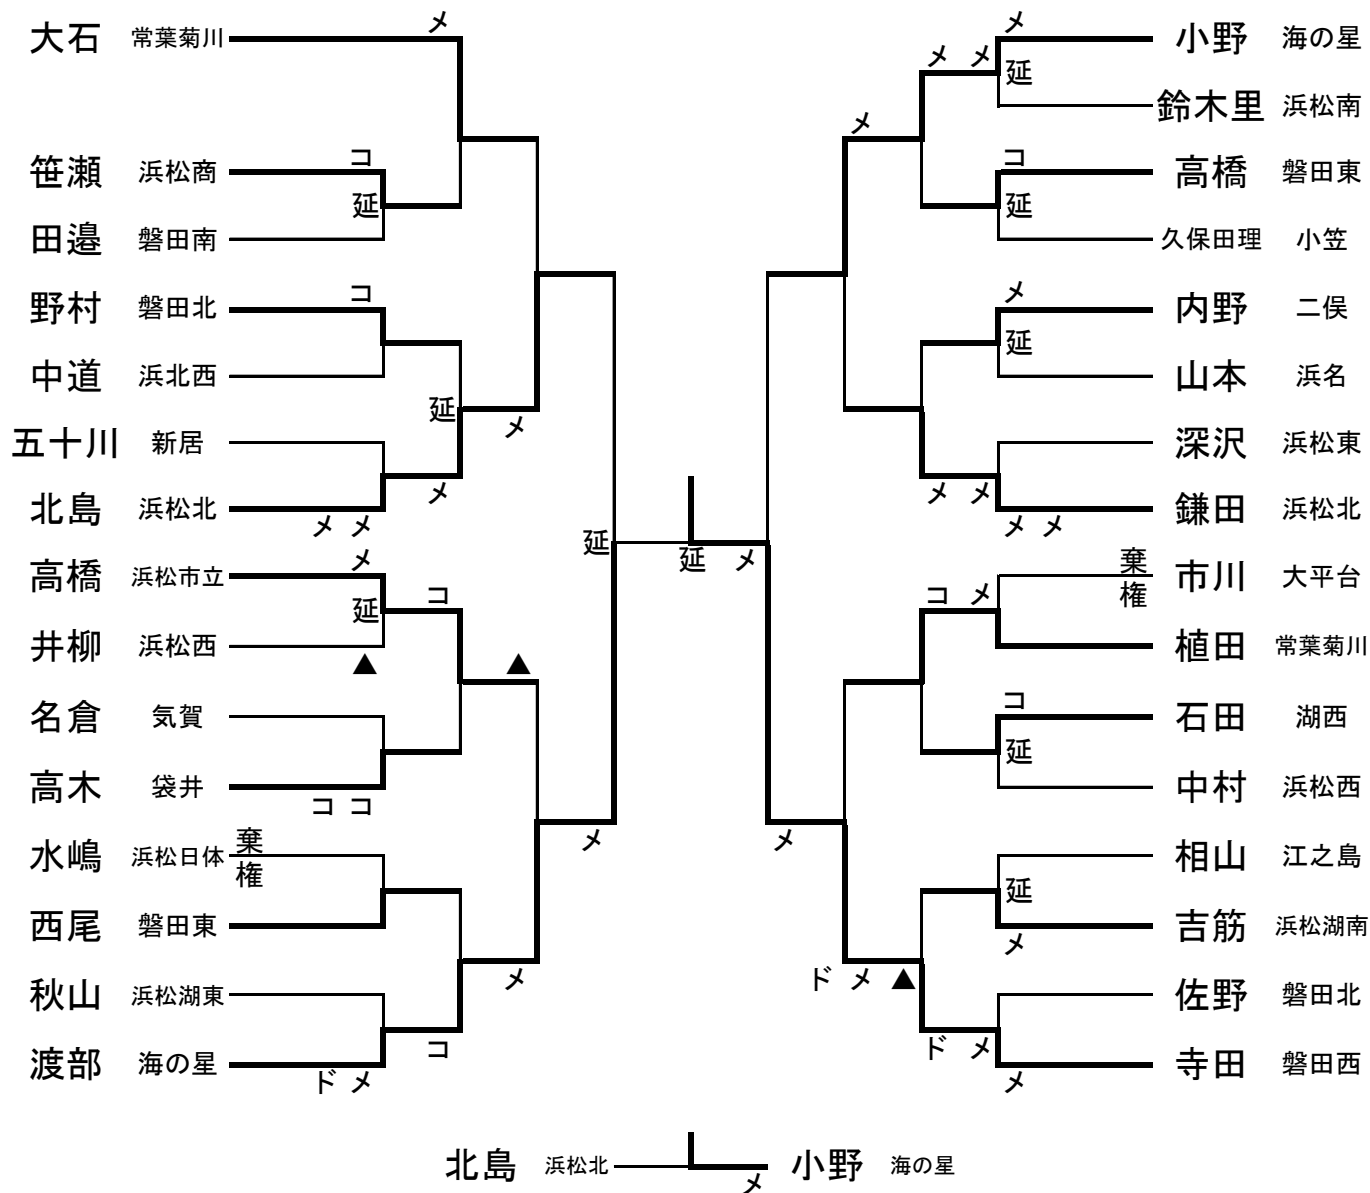 メ メ
大石 常葉菊川 小野 海の星
メ メ 延
鈴木里 浜松南
メ
コ コ
笹瀬 浜松商 高橋 磐田東
延 延
田邉 磐田南 久保田理 小笠
コ メ
野村 磐田北 内野 二俣
延
中道 浜北西 山本 浜名
延 メ
五十川 新居 深沢 浜松東
メ メ メ
北島 浜松北 鎌田 浜松北
メ メ メ メ
延 延 メ
メ 棄権
高橋 浜松市立 市川 大平台
延 コ コ メ
井柳 浜松西 植田 常葉菊川
▲ ▲
コ
名倉 気賀 石田 湖西
延
高木 袋井 中村 浜松西
コ コ
メ メ
棄権
水嶋 浜松日体 相山 江之島
延
西尾 磐田東 吉筋 浜松湖南
メ
メ ド メ ▲
秋山 浜松湖東 佐野 磐田北
コ ド メ
渡部 海の星 寺田 磐田西
ド メ メ
北島 浜松北 小野 海の星
メ